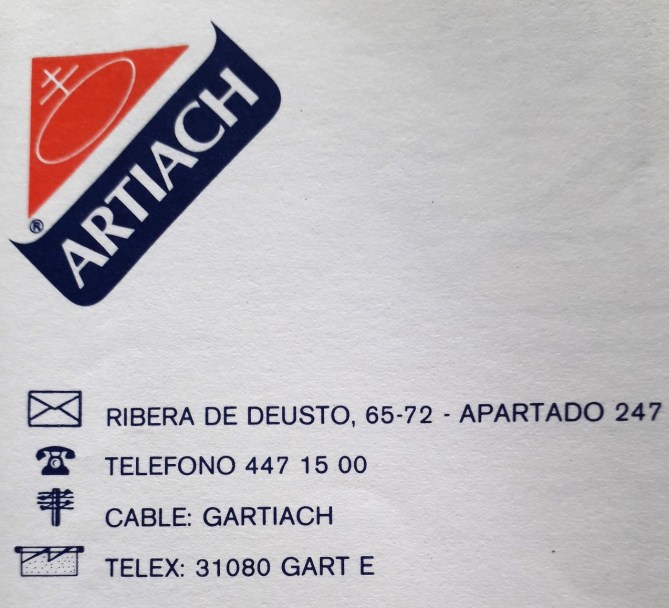 ARTIACH
®
RIBERA DE DEUSTO, 65-72 - APARTADO 247
TELEFONO 447 15 00
CABLE: GARTIACH
TELEX: 31080 GART E